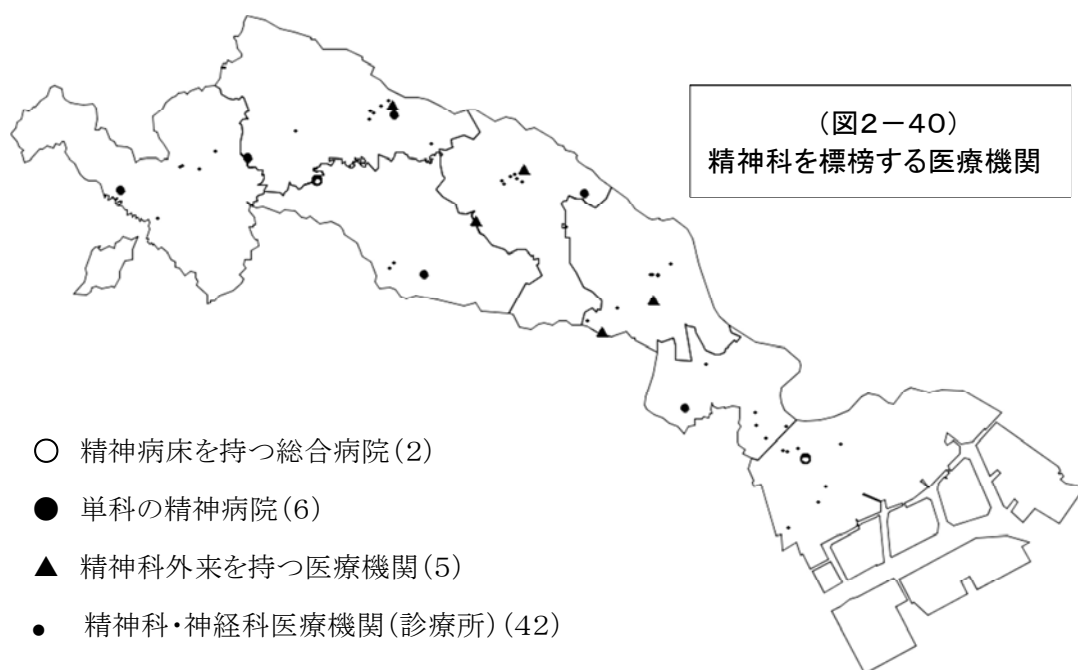 (図2-40)
精神科を標榜する医療機関
○ 精神病床を持つ総合病院(2)
● 単科の精神病院(6)
▲ 精神科外来を持つ医療機関(5)
• 精神科・神経科医療機関(診療所)(42)